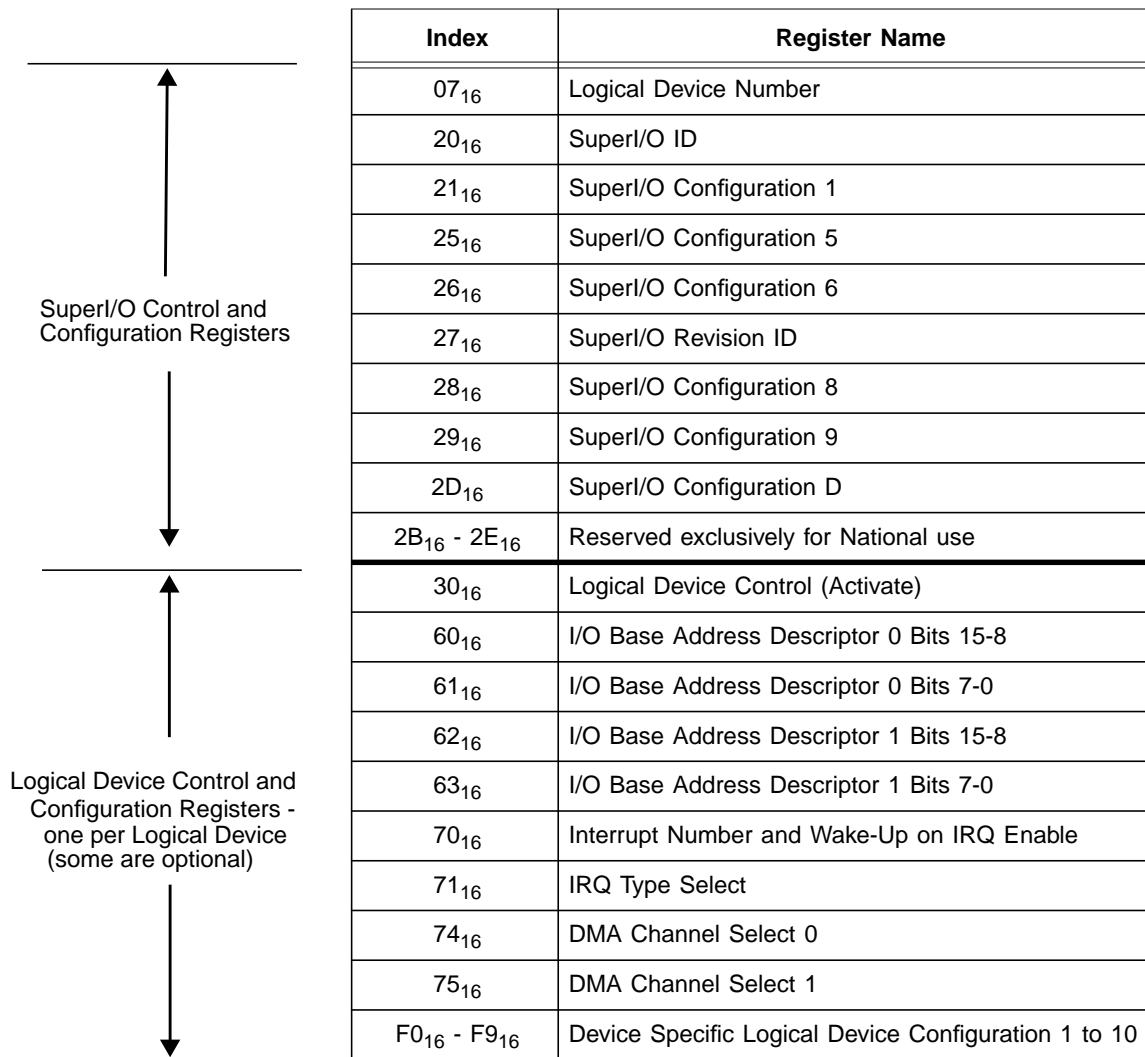 Index Register Name
07₁₆ Logical Device Number
20₁₆ SuperI/O ID
21₁₆ SuperI/O Configuration 1
25₁₆ SuperI/O Configuration 5
26₁₆ SuperI/O Configuration 6
27₁₆ SuperI/O Revision ID
28₁₆ SuperI/O Configuration 8
29₁₆ SuperI/O Configuration 9
2D₁₆ SuperI/O Configuration D
2B₁₆ - 2E₁₆ Reserved exclusively for National use
30₁₆ Logical Device Control (Activate)
60₁₆ I/O Base Address Descriptor 0 Bits 15-8
61₁₆ I/O Base Address Descriptor 0 Bits 7-0
62₁₆ I/O Base Address Descriptor 1 Bits 15-8
63₁₆ I/O Base Address Descriptor 1 Bits 7-0
70₁₆ Interrupt Number and Wake-Up on IRQ Enable
71₁₆ IRQ Type Select
74₁₆ DMA Channel Select 0
75₁₆ DMA Channel Select 1
F0₁₆ - F9₁₆ Device Specific Logical Device Configuration 1 to 10
SuperI/O Control and
Configuration Registers
Logical Device Control and
Configuration Registers -
one per Logical Device
(some are optional)